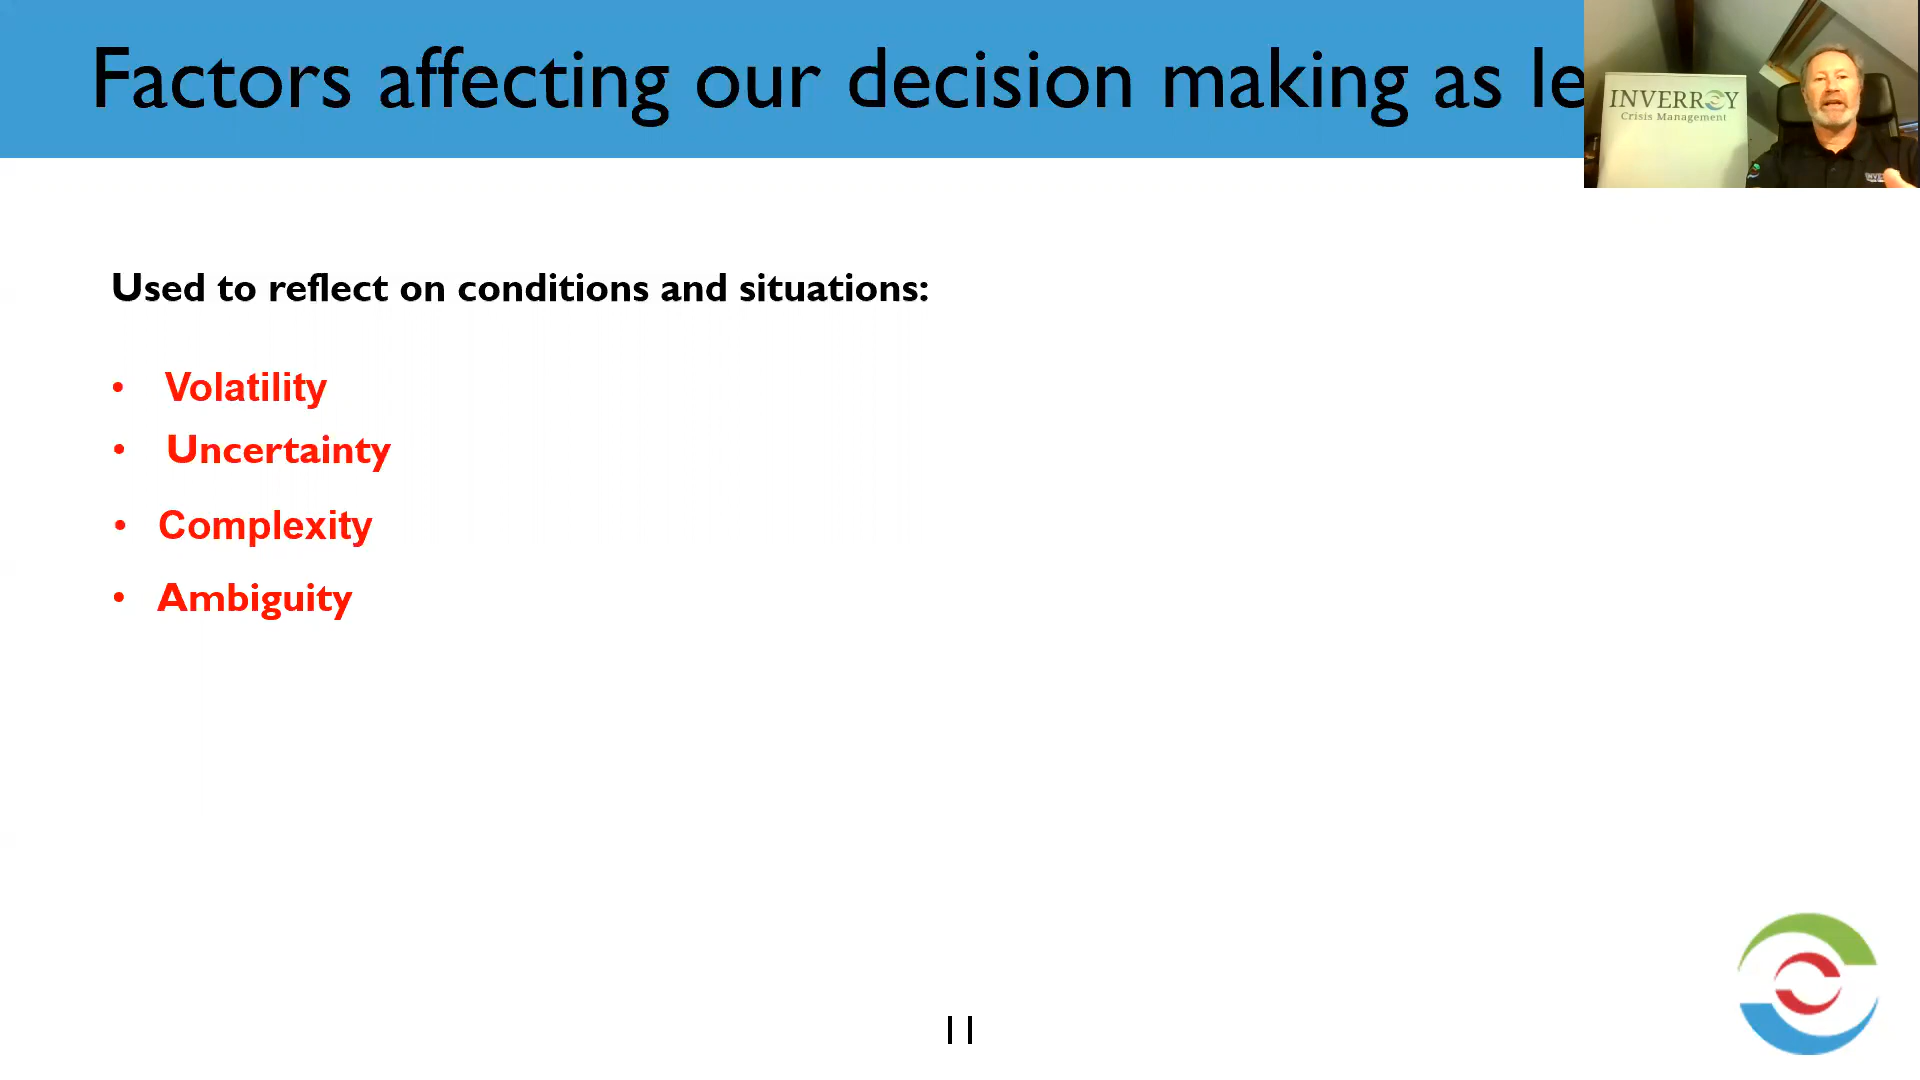 Factors affecting our decision making as le
INVERROY
Crisis Management
Used to reflect on conditions and situations:
• Volatility
• Uncertainty
• Complexity
• Ambiguity
11